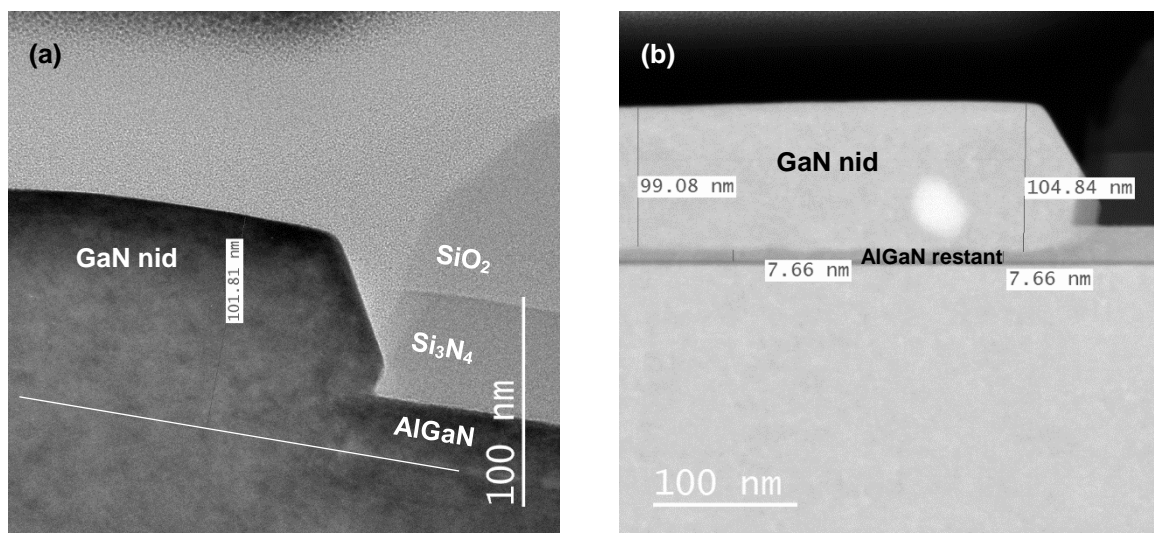 (a)
GaN nid
101.81 nm
SiO₂
Si₃N₄
AlGaN
100 nm
(b)
GaN nid
99.08 nm
104.84 nm
AlGaN restant
7.66 nm
7.66 nm
100 nm